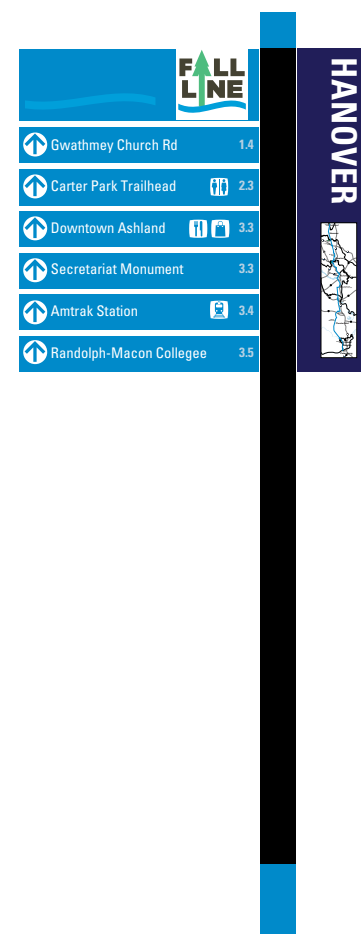 FALL
LINE
HANOVER
Gwathmey Church Rd 1.4
Carter Park Trailhead 2.3
Downtown Ashland 3.3
Secretariat Monument 3.3
Amtrak Station 3.4
Randolph-Macon Collegee 3.5